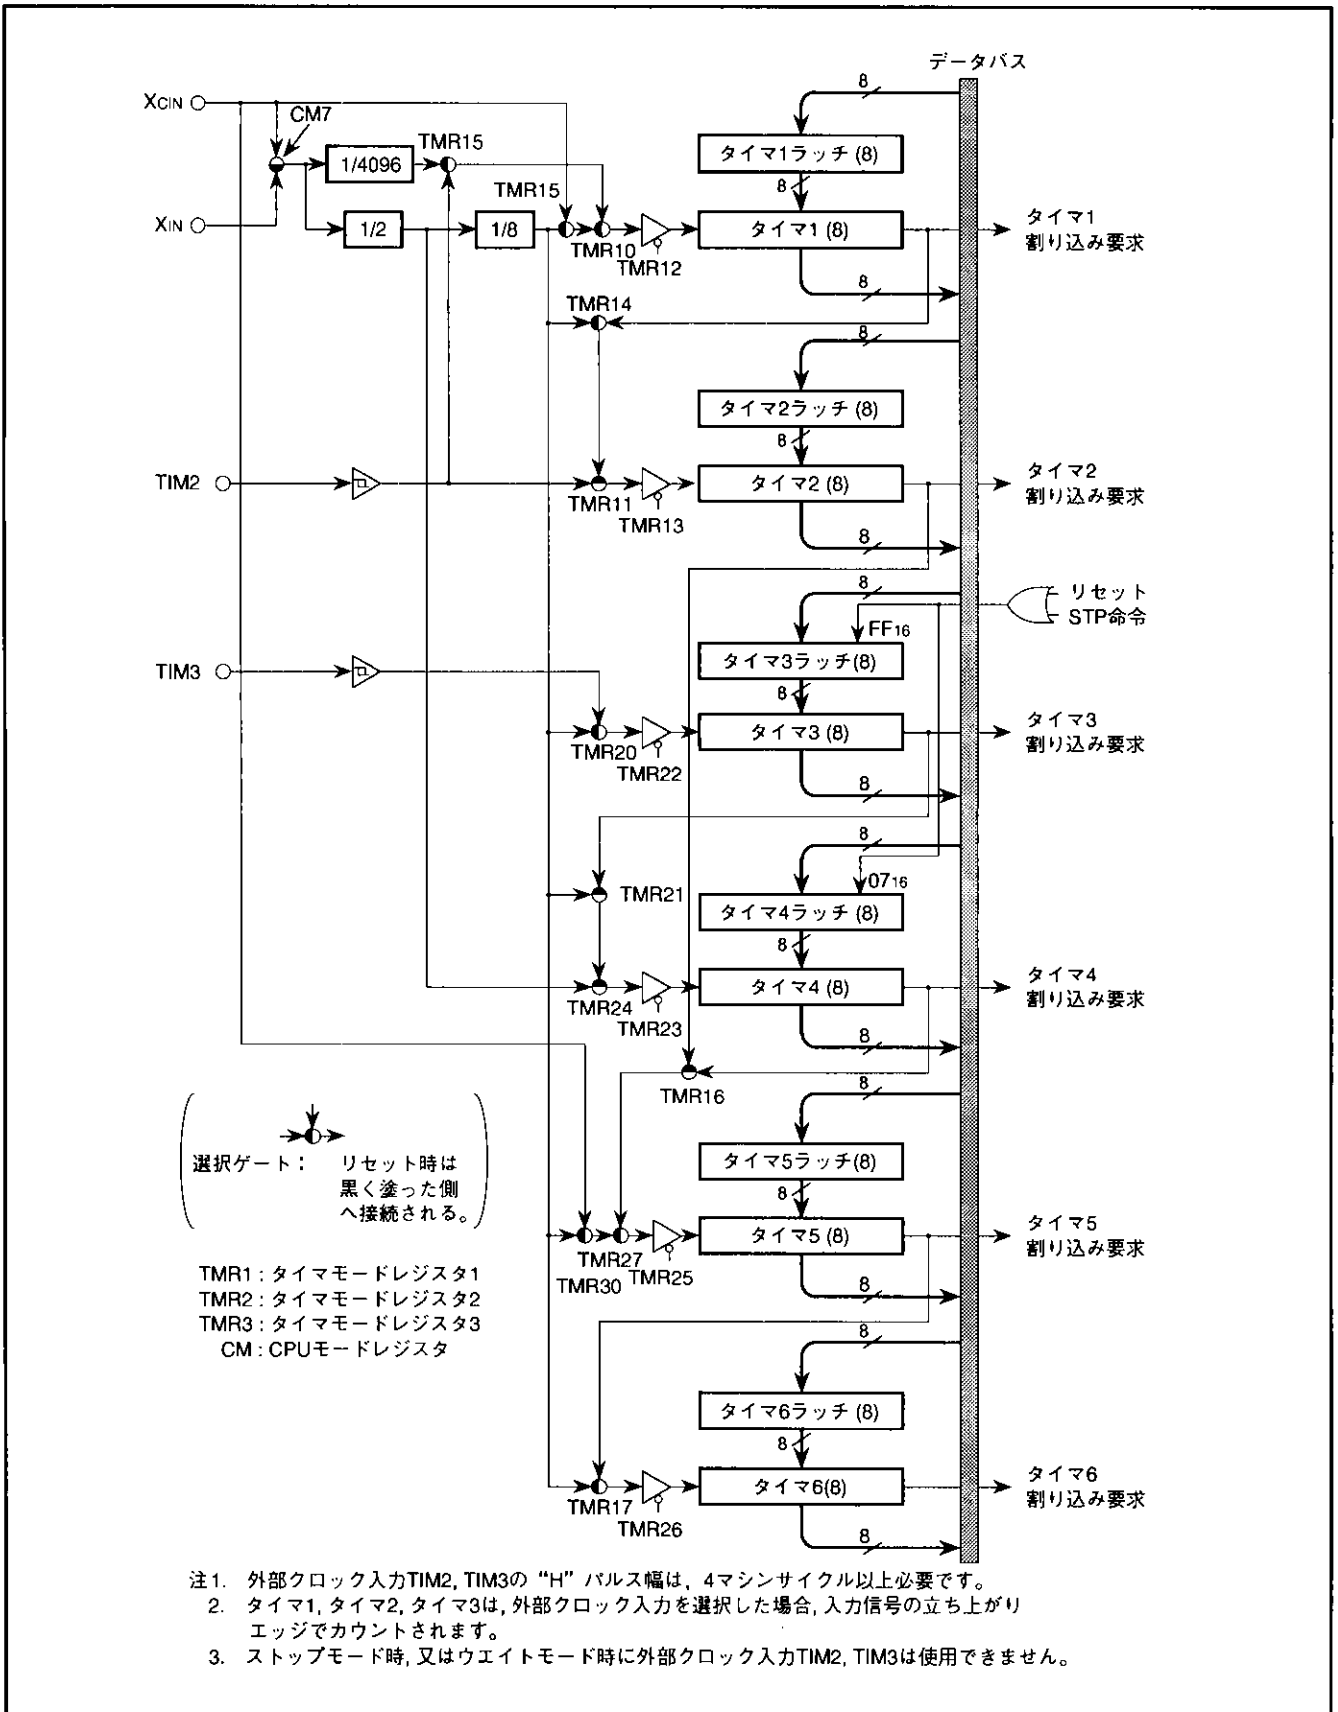 データバス
8
XCIN
CM7
TMR15
1/4096
タイマ1ラッチ (8)
8
TMR15
XIN
1/2
1/8
タイマ1 (8)
タイマ1
割り込み要求
TMR10
TMR12
8
TMR14
8
タイマ2ラッチ (8)
8
TIM2
タイマ2 (8)
タイマ2
割り込み要求
TMR11
TMR13
8
8
リセット
STP命令
FF16
タイマ3ラッチ(8)
TIM3
8
タイマ3 (8)
タイマ3
割り込み要求
TMR20
TMR22
8
8
0716
TMR21
タイマ4ラッチ (8)
8
タイマ4 (8)
タイマ4
割り込み要求
TMR24
TMR23
8
TMR16
8
選択ゲート: リセット時は
黒く塗った側
へ接続される。
タイマ5ラッチ(8)
8
タイマ5 (8)
タイマ5
割り込み要求
TMR27
TMR30
TMR25
8
TMR1 : タイマモードレジスタ1
TMR2 : タイマモードレジスタ2
TMR3 : タイマモードレジスタ3
CM : CPUモードレジスタ
8
タイマ6ラッチ (8)
8
タイマ6(8)
タイマ6
割り込み要求
TMR17
TMR26
8
注1. 外部クロック入力TIM2, TIM3の “H” パルス幅は, 4マシンサイクル以上必要です。
2. タイマ1, タイマ2, タイマ3は, 外部クロック入力を選択した場合, 入力信号の立ち上がり
エッジでカウントされます。
3. ストップモード時, 又はウエイトモード時に外部クロック入力TIM2, TIM3は使用できません。